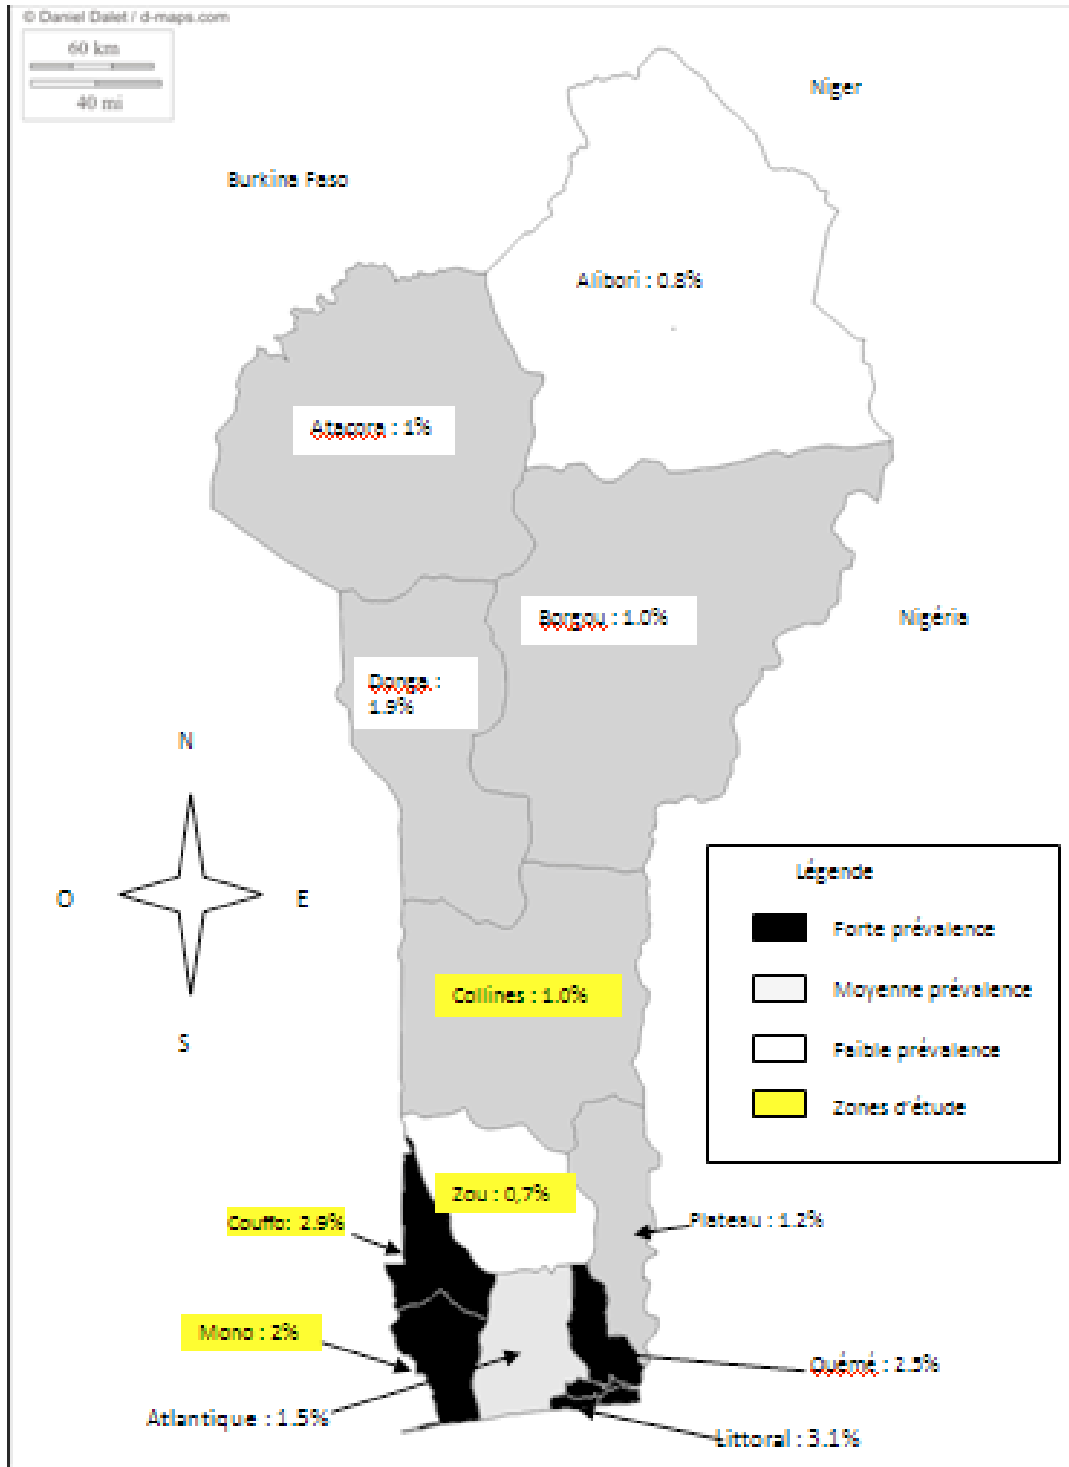 © Daniel Dalet / d-maps.com
60 km
40 mi
Niger
Burkina Faso
Alibori : 0.8%
Atacora : 1%
Borgou : 1.0%
Nigéria
Donga :
1.9%
N
O
E
S
Légende
Forte prévalence
Moyenne prévalence
Faible prévalence
Zones d'étude
Collines : 1.0%
Zou : 0,7%
Couffo: 2.9%
Plateau : 1.2%
Mono : 2%
Ouémé : 2.3%
Atlantique : 1.5%
Littoral : 3.1%